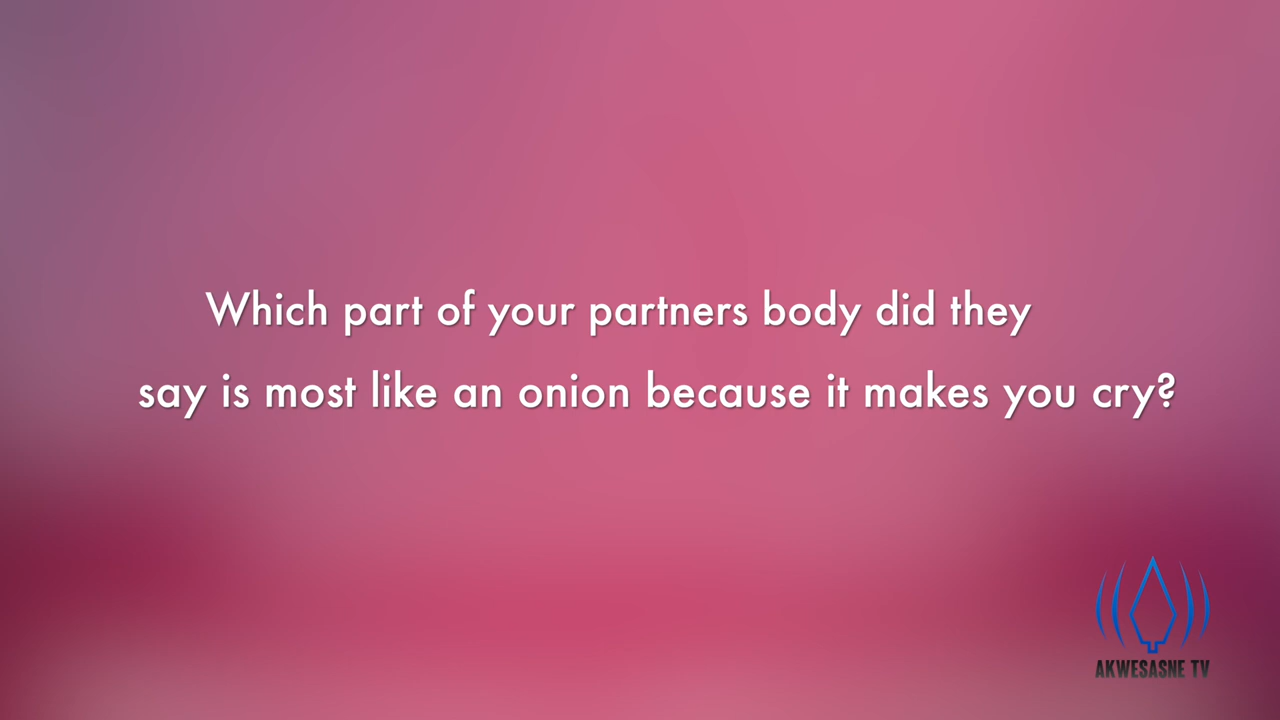 Which part of your partners body did they
say is most like an onion because it makes you cry?
AKWESASNE TV